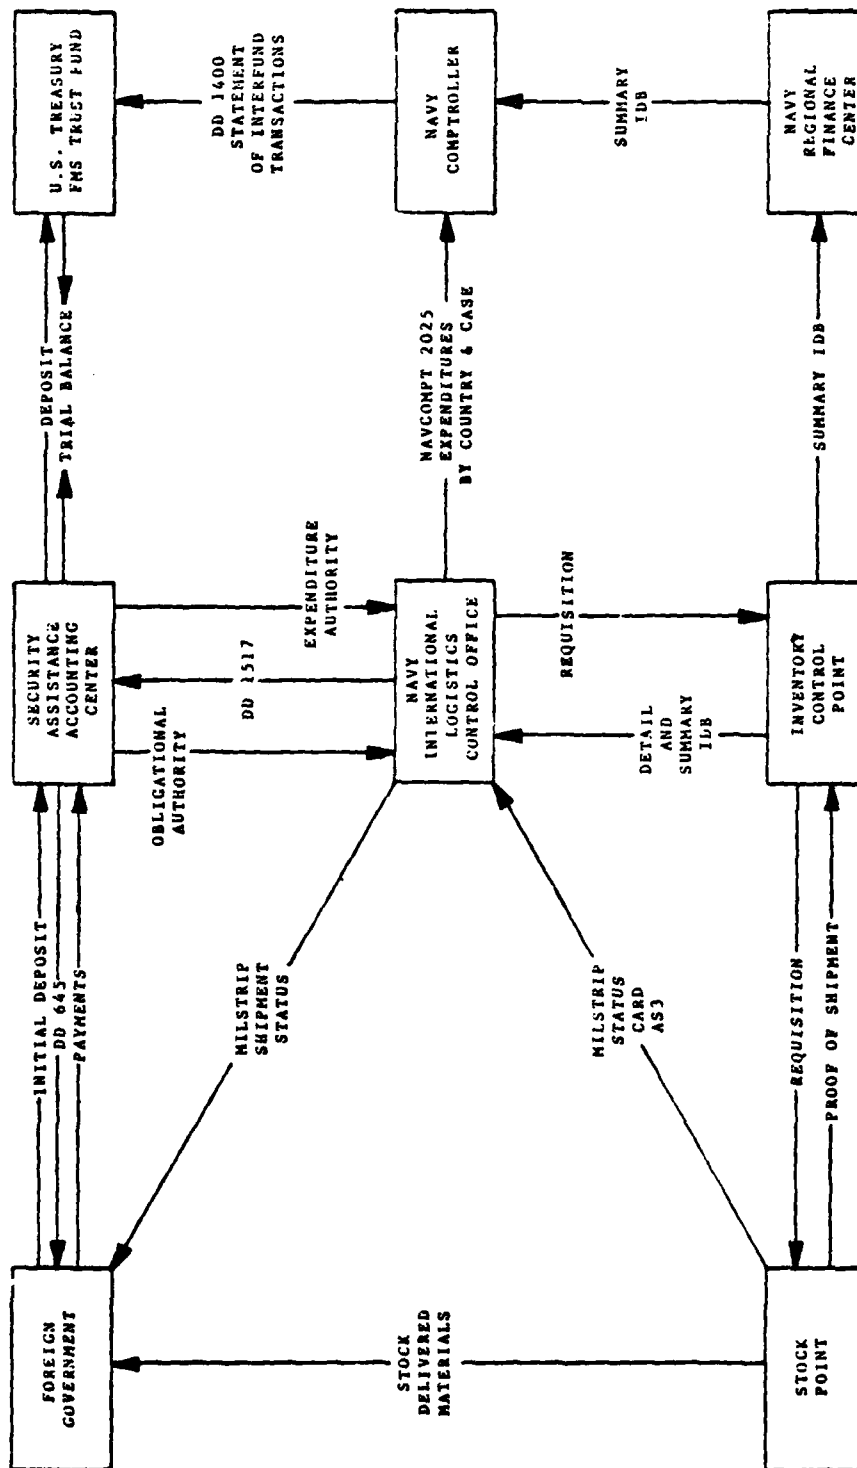 FOREIGN
GOVERNMENT
INITIAL DEPOSIT
DD 645
PAYMENTS
SECURITY
ASSISTANCE
ACCOUNTING
CENTER
DEPOSIT
TRIAL BALANCE
U.S. TREASURY
FMS TRUST FUND
OBLIGATIONAL
AUTHORITY
DD 1517
EXPENDITURE
AUTHORITY
DD 1400
STATEMENT
OF INTERFUND
TRANSACTIONS
MILSTRIP
SHIPMENT
STATUS
STOCK
DELIVERED
MATERIALS
NAVY
INTERNATIONAL
LOGISTICS
CONTROL OFFICE
NAVCOMPT 2025
EXPENDITURES
BY COUNTRY & CASE
NAVY
COMPTROLLER
MILSTRIP
STATUS
CARD
AS3
DETAIL
AND
SUMMARY
IDB
REQUISITION
SUMMARY
IDB
STOCK
POINT
REQUISITION
PROOF OF SHIPMENT
INVENTORY
CONTROL
POINT
SUMMARY IDB
NAVY
REGIONAL
FINANCE
CENTER